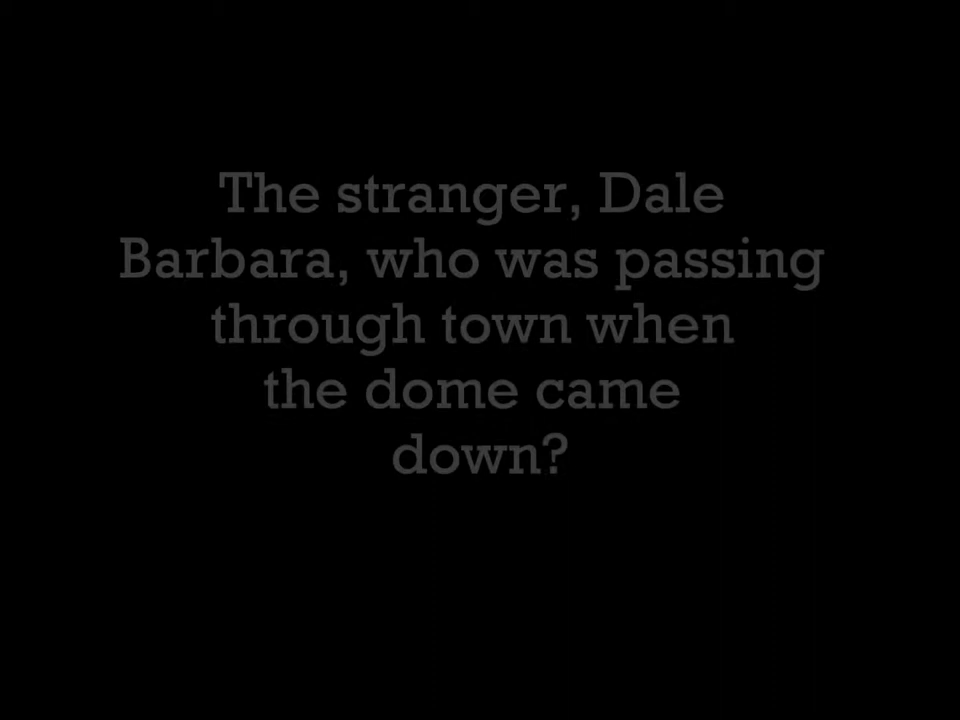 The stranger, Dale
Barbara, who was passing
through town when
the dome came
down?